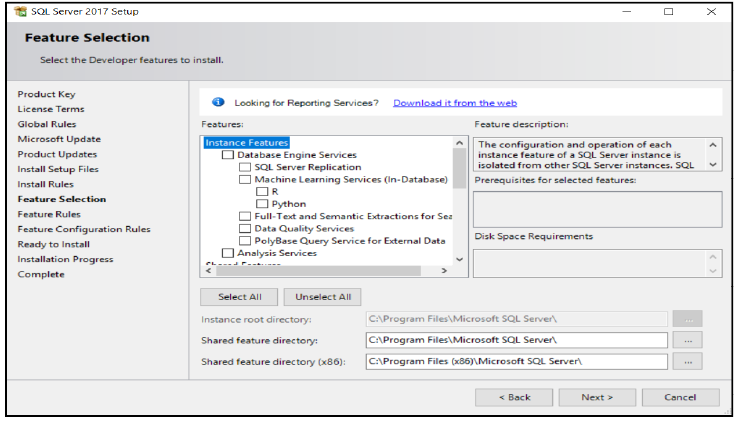 SQL Server 2017 Setup
Feature Selection
Select the Developer features to install.
Product Key
License Terms
Global Rules
Microsoft Update
Product Updates
Install Setup Files
Install Rules
Feature Selection
Feature Rules
Feature Configuration Rules
Ready to Install
Installation Progress
Complete
Looking for Reporting Services? Download it from the web
Features:
Instance Features
Database Engine Services
SQL Server Replication
Machine Learning Services (In-Database)
R
Python
Full-Text and Semantic Extractions for Sea
Data Quality Services
PolyBase Query Service for External Data
Analysis Services
Shared Features
Feature description:
The configuration and operation of each
instance feature of a SQL Server instance is
isolated from other SQL Server instances. SQL
Prerequisites for selected features:
Disk Space Requirements
Select All
Unselect All
Instance root directory: C:\Program Files\Microsoft SQL Server\ ...
Shared feature directory: C:\Program Files\Microsoft SQL Server\ ...
Shared feature directory (x86): C:\Program Files (x86)\Microsoft SQL Server\ ...
< Back
Next >
Cancel